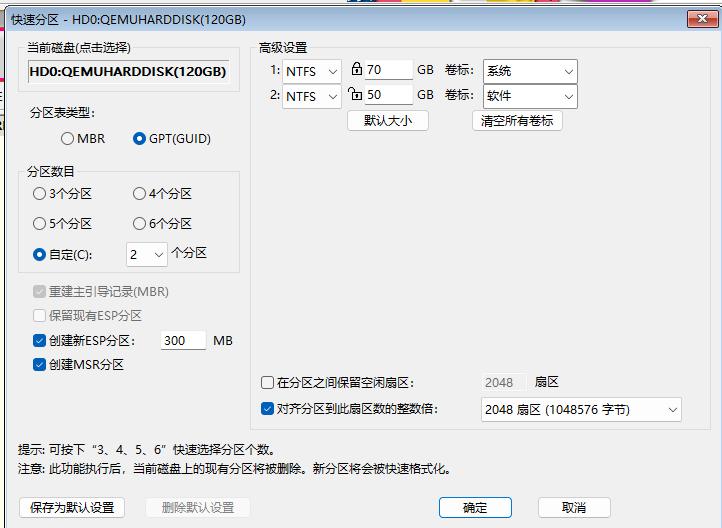 快速分区 - HD0:QEMUHARDDISK(120GB)
当前磁盘(点击选择)
HD0:QEMUHARDDISK(120GB)
分区表类型：
MBR GPT(GUID)
分区数目
3个分区 4个分区
5个分区 6个分区
自定(C): 2 个分区
重建主引导记录(MBR)
保留现有ESP分区
创建新ESP分区： 300 MB
创建MSR分区
高级设置
1: NTFS 70 GB 卷标： 系统
2: NTFS 50 GB 卷标： 软件
默认大小 清空所有卷标
在分区之间保留空闲扇区： 2048 扇区
对齐分区到此扇区数的整数倍： 2048 扇区 (1048576 字节)
提示: 可按下“3、4、5、6”快速选择分区个数。
注意: 此功能执行后，当前磁盘上的现有分区将被删除。新分区将会被快速格式化。
保存为默认设置 删除默认设置 确定 取消